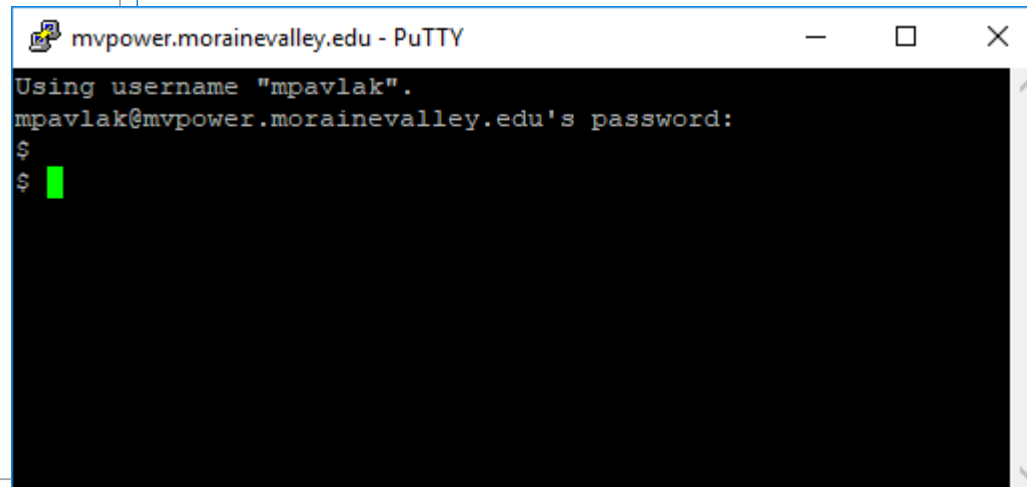 mvpower.morainevalley.edu - PuTTY
Using username "mpavlak".
mpavlak@mvpower.morainevalley.edu's password:
$
$